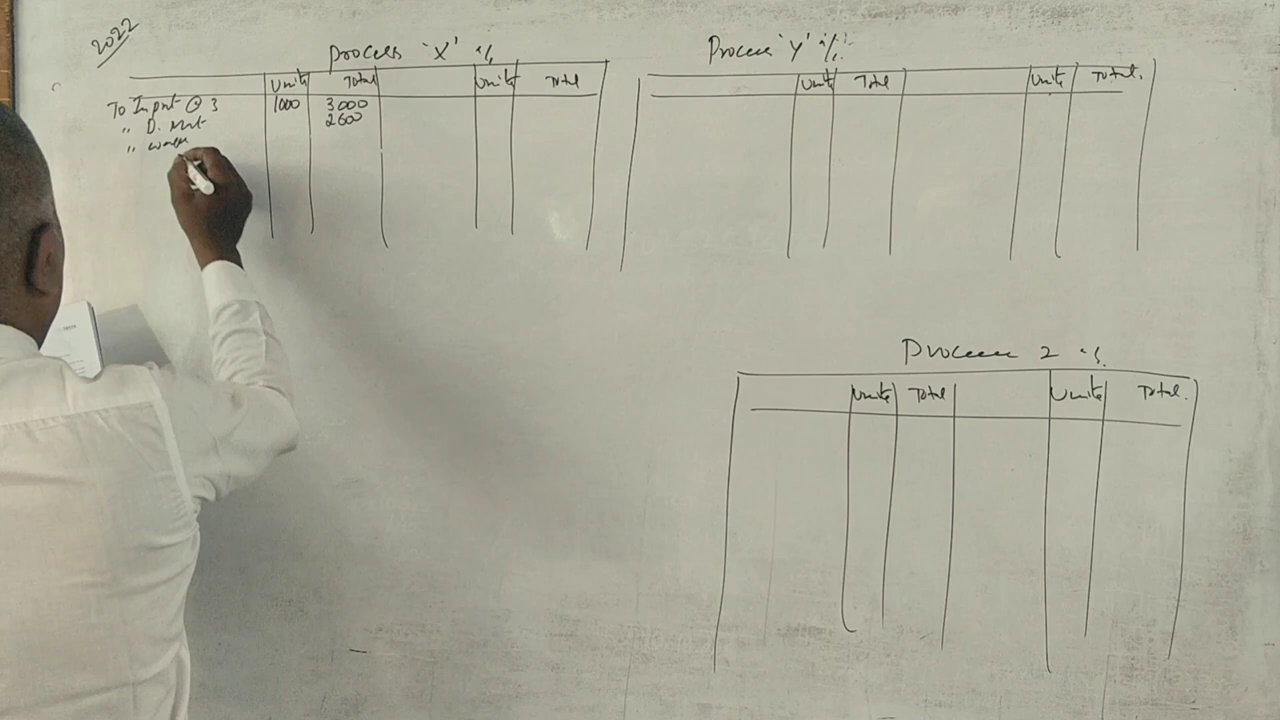 2022
Process 'X' a/c
Units Total Units Total
To Input @ 3 1000 3000
" D. Mat 2600
" wages
Process 'Y' a/c
Units Total Units Total.
Process Z a/c
Units Total Units Total.